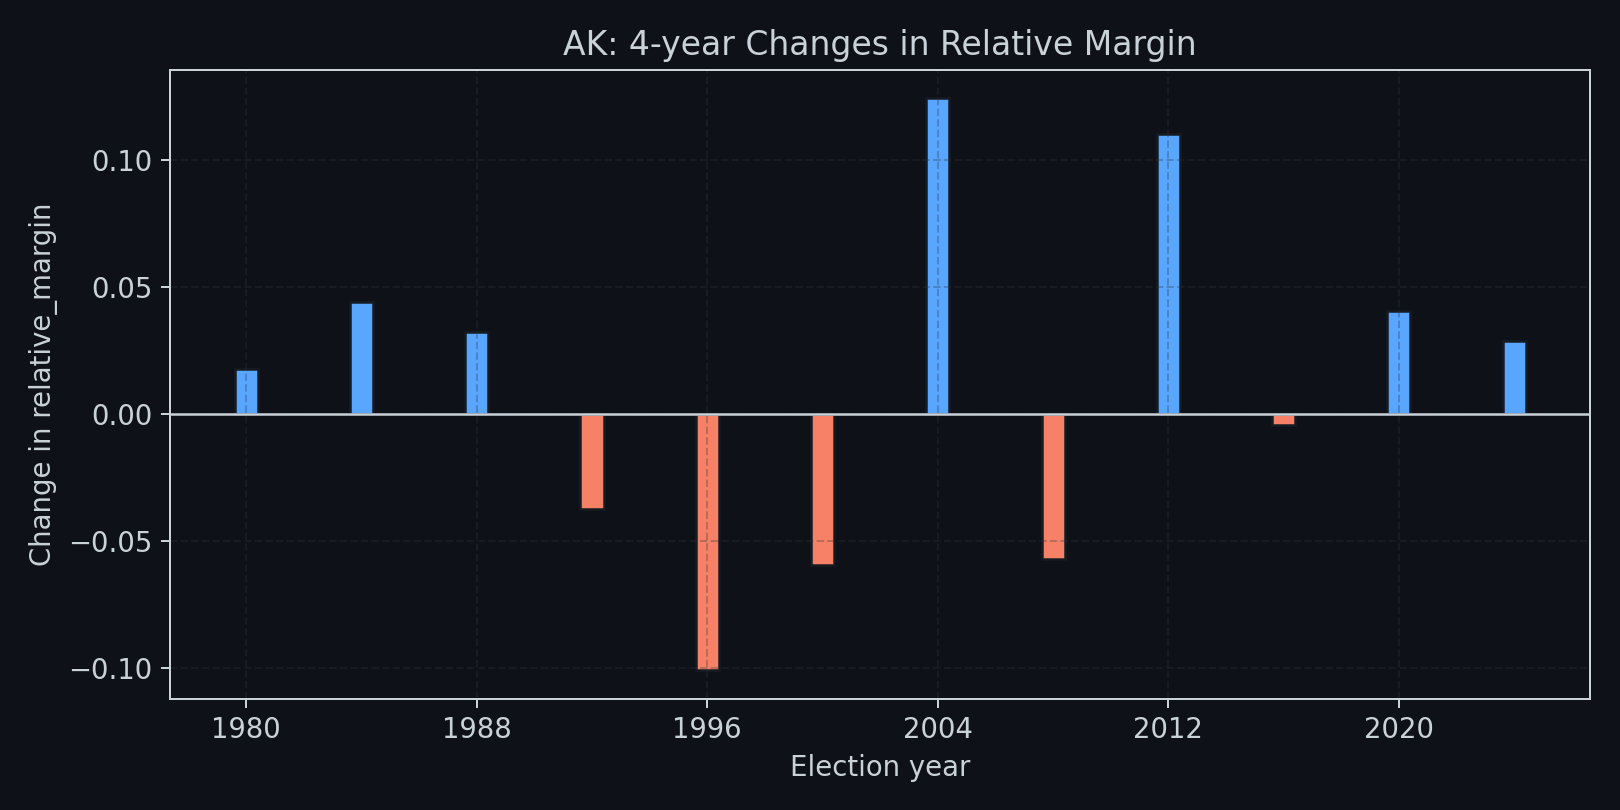 AK: 4-year Changes in Relative Margin
Change in relative_margin
0.10
0.05
0.00
−0.05
−0.10
1980 1988 1996 2004 2012 2020
Election year